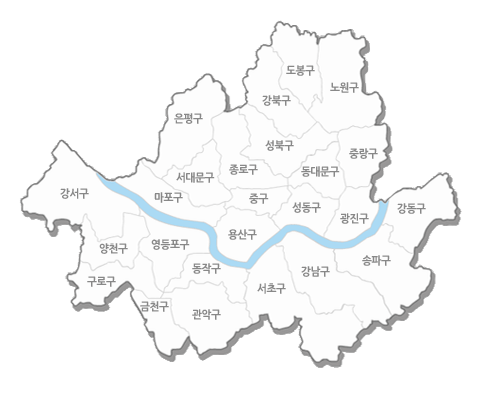 도봉구
노원구
강북구
은평구
성북구
중랑구
서대문구
종로구
동대문구
강서구
마포구
중구
성동구
광진구
강동구
양천구
영등포구
용산구
송파구
구로구
동작구
강남구
서초구
금천구
관악구